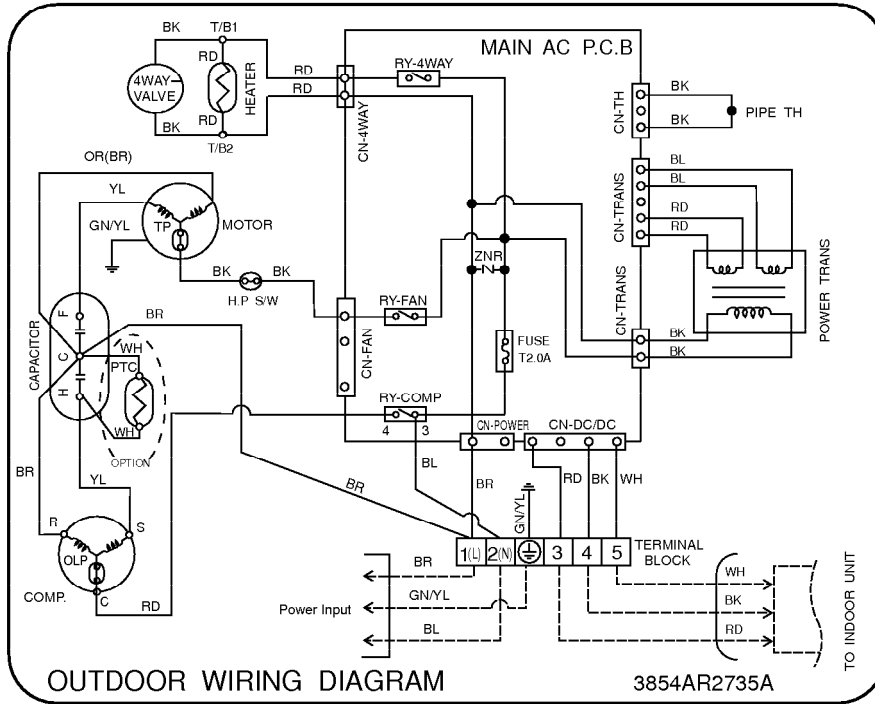 BK
T/B1
MAIN AC P.C.B
RY-4WAY
RD
RD
4WAY
VALVE
HEATER
RD
RD
BK
T/B2
CN-4WAY
CN-TH
BK
BK
PIPE TH
OR(BR)
YL
GN/YL
TP
MOTOR
BL
BL
RD
RD
CN-TRANS
POWER TRANS
BK
BK
H.P S/W
ZNR
RY-FAN
CN-FAN
CN-TRANS
BK
BK
FUSE
T2.0A
CAPACITOR
F
C
H
BR
WH
PTC
WH
OPTION
RY-COMP
4
3
CN-POWER
CN-DC/DC
BL
BR
GN/YL
RD
BK
WH
BR
YL
BR
R
S
OLP
C
COMP.
RD
1(L)
2(N)
3
4
5
TERMINAL
BLOCK
BR
Power Input
GN/YL
BL
WH
BK
RD
TO INDOOR UNIT
OUTDOOR WIRING DIAGRAM
3854AR2735A